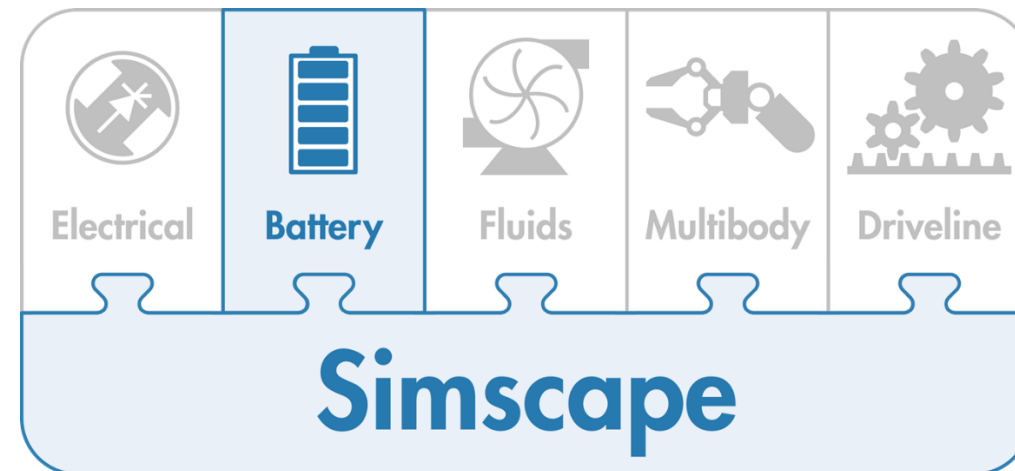 Electrical
Battery
Fluids
Multibody
Driveline
Simscape